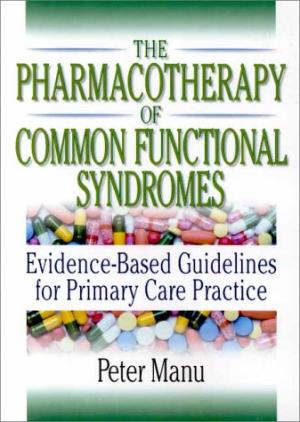 THE
PHARMACOTHERAPY
OF
COMMON FUNCTIONAL
SYNDROMES
Evidence-Based Guidelines
for Primary Care Practice
Peter Manu